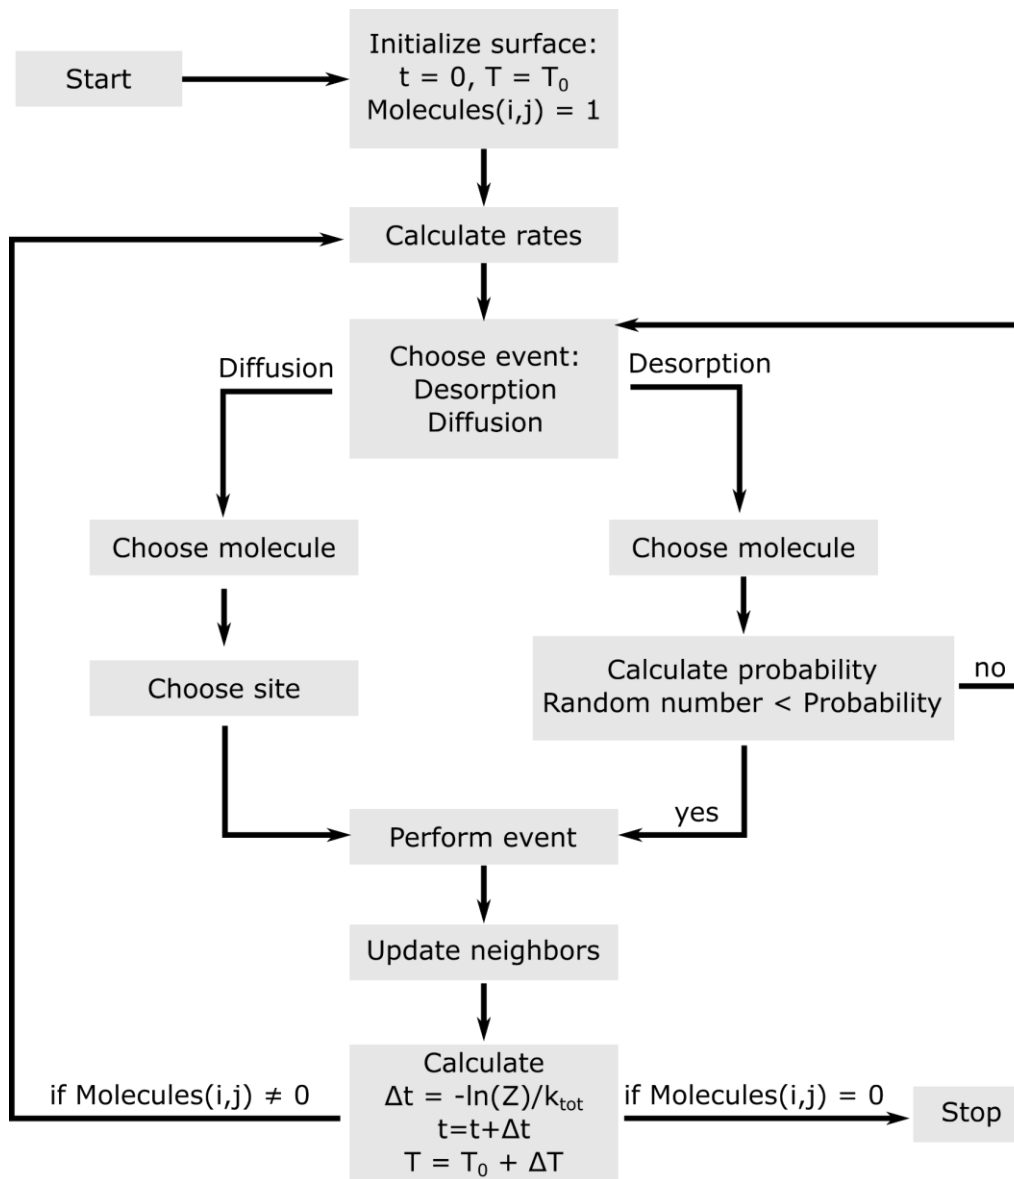 Start
Initialize surface:
t = 0, T = T₀
Molecules(i,j) = 1
Calculate rates
Choose event:
Desorption
Diffusion
Diffusion
Desorption
Choose molecule
Choose molecule
Choose site
Calculate probability
Random number < Probability
no
yes
Perform event
Update neighbors
Calculate
Δt = -ln(Z)/kₜₒₜ
t=t+Δt
T = T₀ + ΔT
if Molecules(i,j) ≠ 0
if Molecules(i,j) = 0
Stop